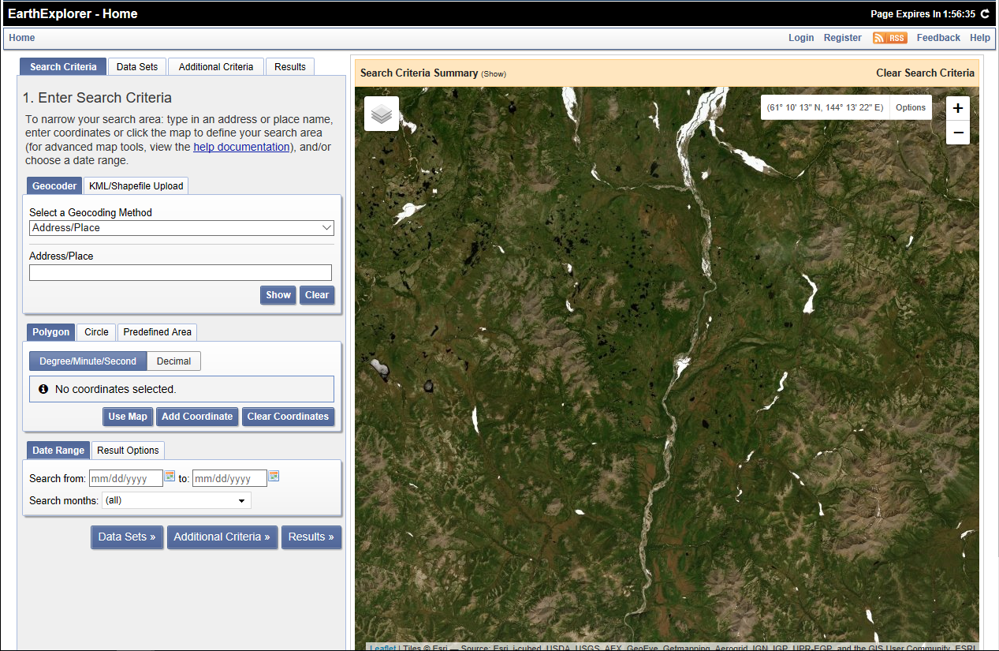 EarthExplorer - Home
Page Expires In 1:56:35
Home
Login Register RSS Feedback Help
Search Criteria Data Sets Additional Criteria Results
1. Enter Search Criteria
To narrow your search area: type in an address or place name,
enter coordinates or click the map to define your search area
(for advanced map tools, view the help documentation), and/or
choose a date range.
Geocoder KML/Shapefile Upload
Select a Geocoding Method
Address/Place
Address/Place
Show Clear
Polygon Circle Predefined Area
Degree/Minute/Second Decimal
No coordinates selected.
Use Map Add Coordinate Clear Coordinates
Date Range Result Options
Search from: mm/dd/yyyy to: mm/dd/yyyy
Search months: (all)
Data Sets » Additional Criteria » Results »
Search Criteria Summary (Show)
Clear Search Criteria
(61° 10' 13" N, 144° 13' 22" E) Options
+
−
Leaflet | Tiles © Esri — Source: Esri, i-cubed, USDA, USGS, AEX, GeoEye, Getmapping, Aerogrid, IGN, IGP, UPR-EGP, and the GIS User Community, ESRI